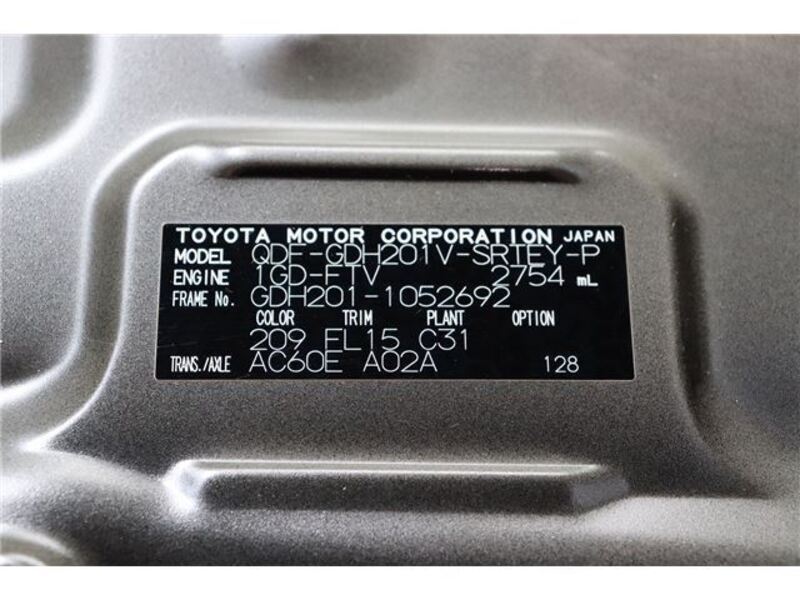 TOYOTA MOTOR CORPORATION JAPAN
MODEL QDF-GDH201V-SRTEY-P
ENGINE 1GD-FTV 2754 mL
FRAME No. GDH201-1052692
COLOR TRIM PLANT OPTION
209 FL15 C31
TRANS./AXLE AC60E A02A 128